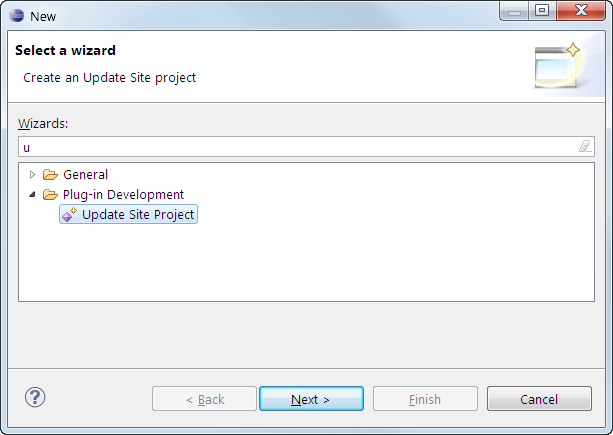 New
Select a wizard
Create an Update Site project
Wizards:
u
General
Plug-in Development
Update Site Project
?
< Back
Next >
Finish
Cancel